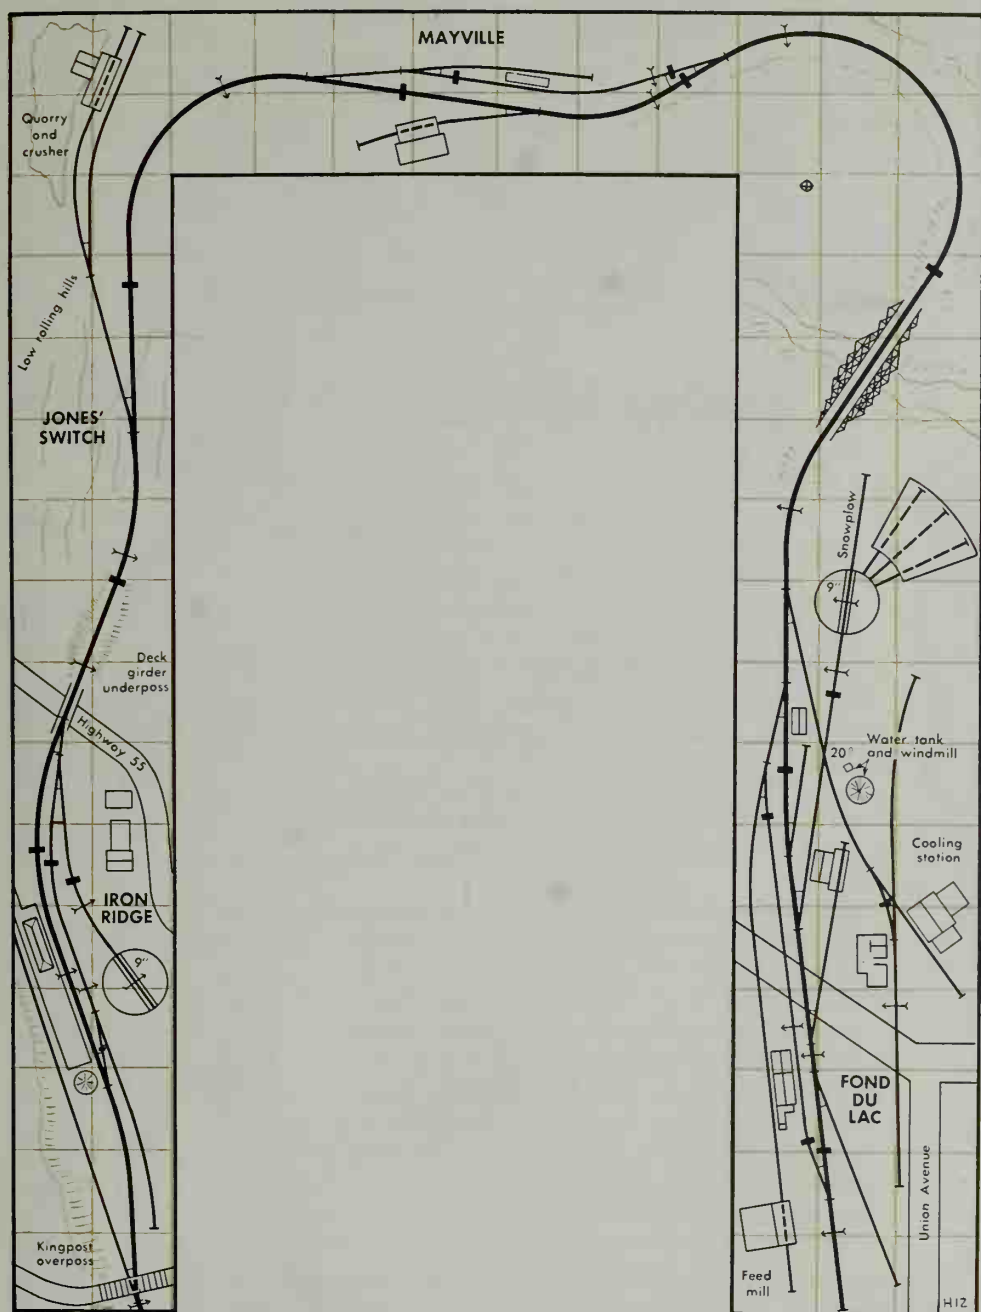 MAYVILLE
Quarry
and
crusher
Low rolling hills
JONES'
SWITCH
Snowplow
9"
Deck
girder
underpass
Highway 55
Water tank
20° and windmill
Cooling
station
IRON
RIDGE
9"
FOND
DU
LAC
Union Avenue
Kingpost
overpass
Feed
mill
H12